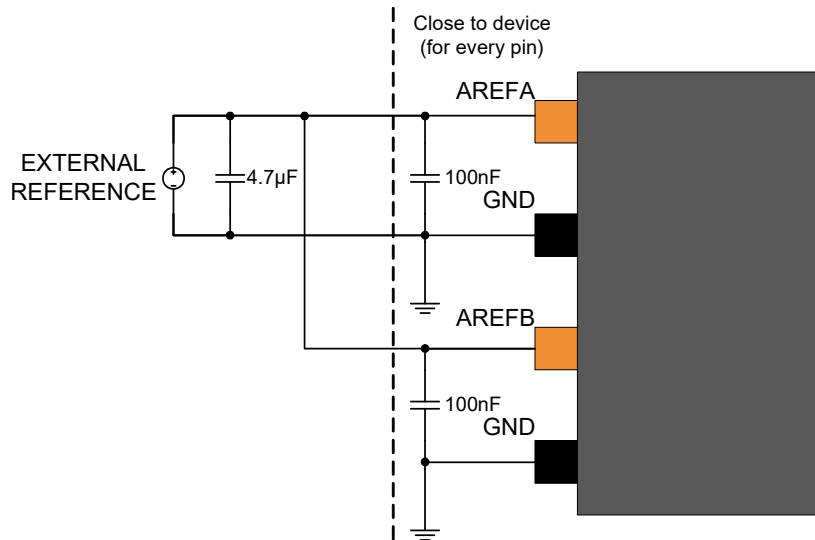 Close to device
(for every pin)
AREFA
EXTERNAL
REFERENCE
4.7µF
100nF
GND
AREFB
100nF
GND